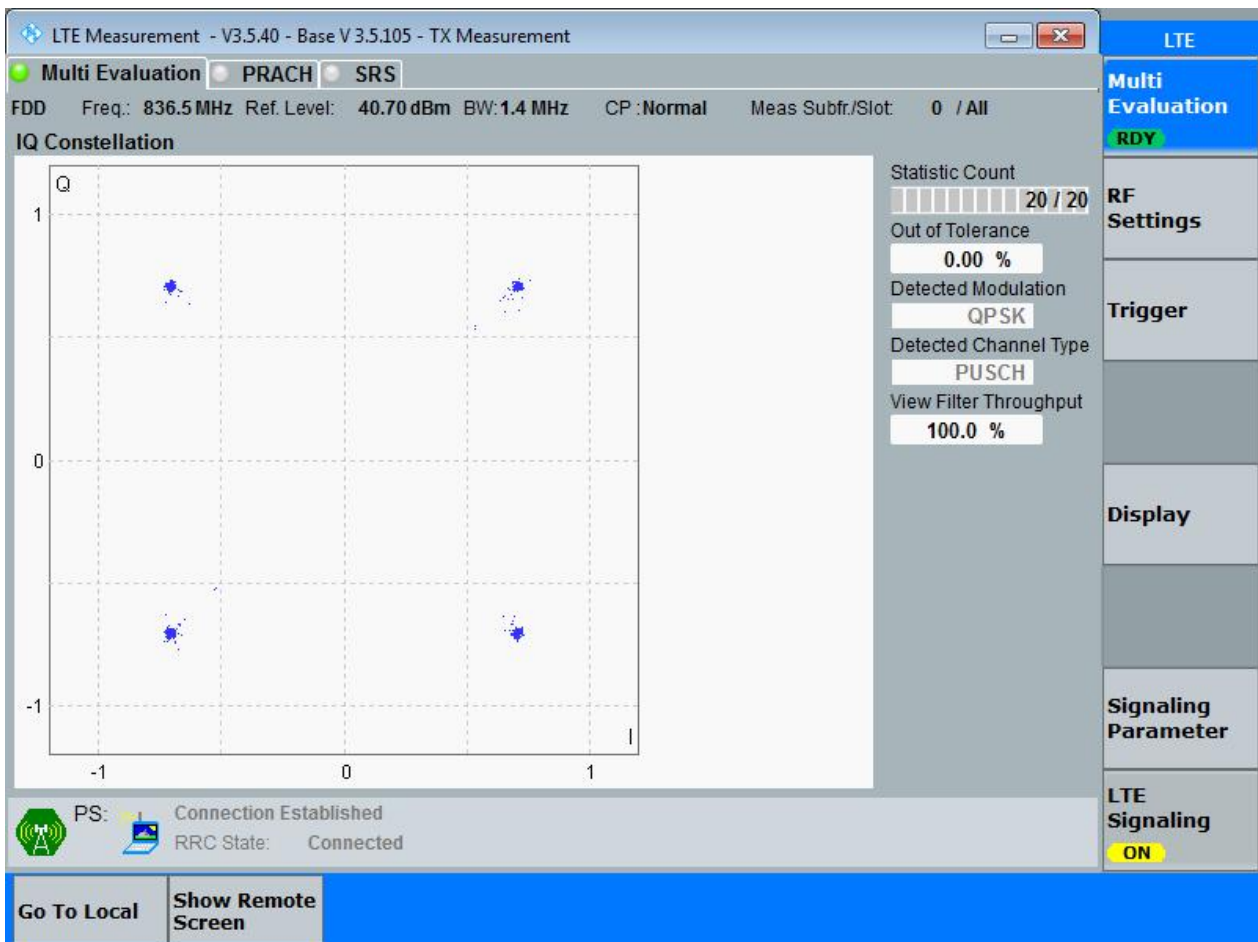 LTE Measurement - V3.5.40 - Base V 3.5.105 - TX Measurement
LTE
Multi Evaluation PRACH SRS
Multi
Evaluation
RDY
FDD Freq.: 836.5 MHz Ref. Level: 40.70 dBm BW: 1.4 MHz CP : Normal Meas Subfr./Slot: 0 / All
IQ Constellation
Q
1
0
-1
I
-1 0 1
Statistic Count
20 / 20
Out of Tolerance
0.00 %
Detected Modulation
QPSK
Detected Channel Type
PUSCH
View Filter Throughput
100.0 %
RF
Settings
Trigger
Display
Signaling
Parameter
LTE
Signaling
ON
PS: Connection Established
RRC State: Connected
Go To Local
Show Remote
Screen